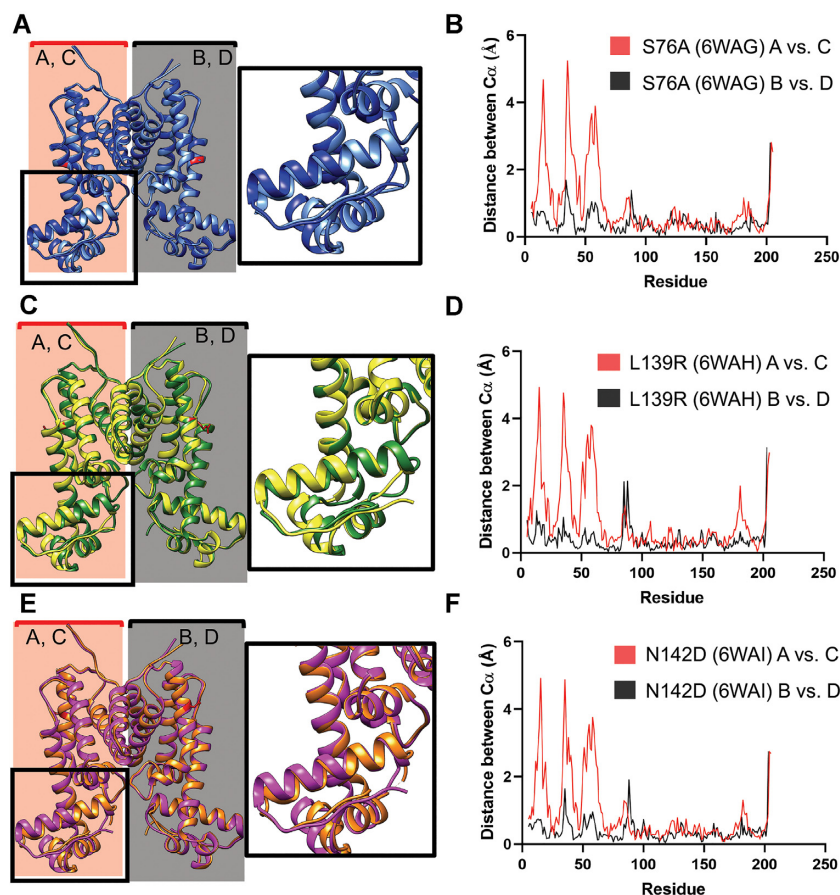 A
A, C
B, D
B
Distance between Cα (Å)
6
4
2
0
S76A (6WAG) A vs. C
S76A (6WAG) B vs. D
0 50 100 150 200 250
Residue
C
A, C
B, D
D
Distance between Cα (Å)
6
4
2
0
L139R (6WAH) A vs. C
L139R (6WAH) B vs. D
0 50 100 150 200 250
Residue
E
A, C
B, D
F
Distance between Cα (Å)
6
4
2
0
N142D (6WAI) A vs. C
N142D (6WAI) B vs. D
0 50 100 150 200 250
Residue